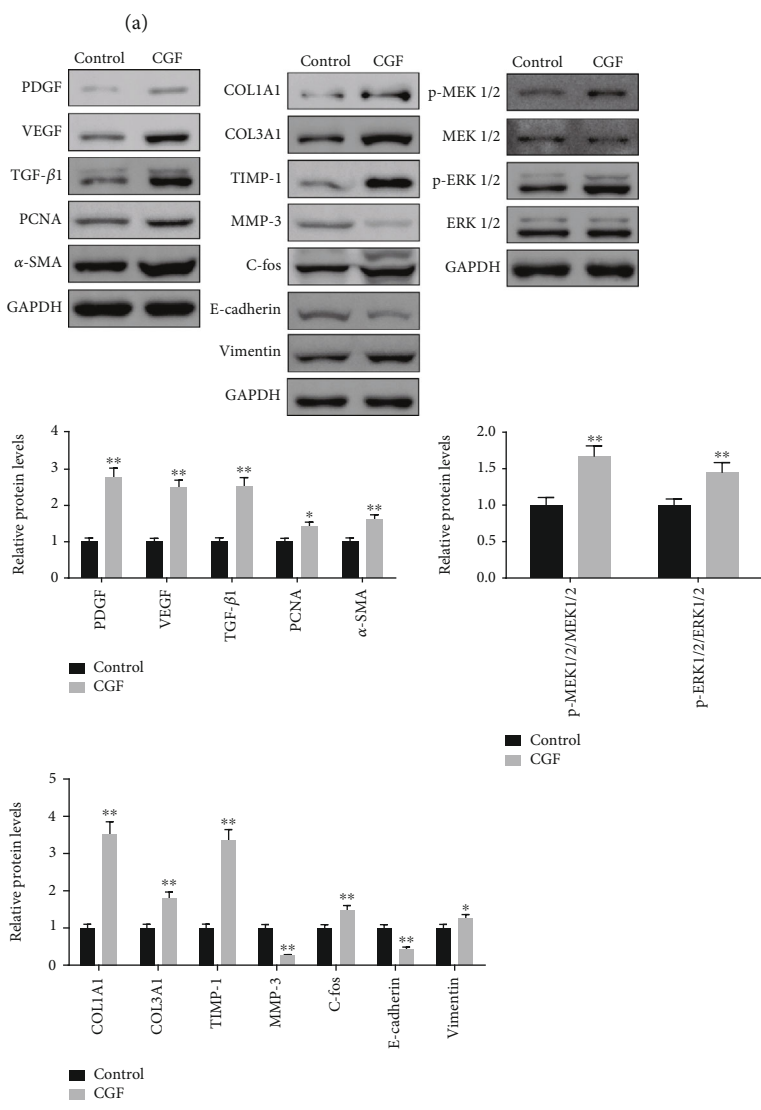 (a)
Control CGF
PDGF
VEGF
TGF-β1
PCNA
α-SMA
GAPDH
Control CGF
COL1A1
COL3A1
TIMP-1
MMP-3
C-fos
E-cadherin
Vimentin
GAPDH
Control CGF
p-MEK 1/2
MEK 1/2
p-ERK 1/2
ERK 1/2
GAPDH
Relative protein levels
4
3
2
1
0
** ** ** * **
PDGF VEGF TGF-β1 PCNA α-SMA
Control
CGF
Relative protein levels
2.0
1.5
1.0
0.5
0.0
** **
p-MEK1/2/MEK1/2 p-ERK1/2/ERK1/2
Control
CGF
Relative protein levels
5
4
3
2
1
0
** ** ** ** ** ** *
COL1A1 COL3A1 TIMP-1 MMP-3 C-fos E-cadherin Vimentin
Control
CGF